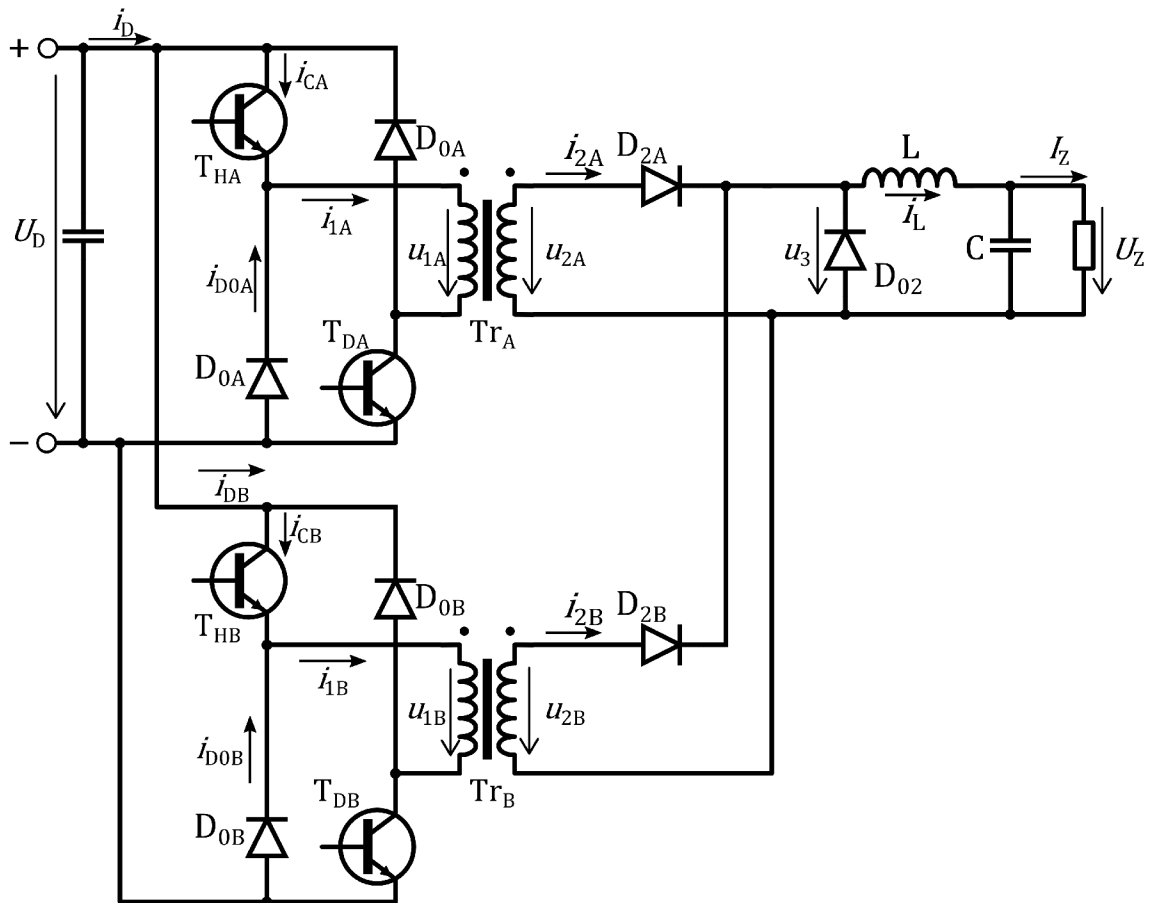 +
i_D
i_CA
T_HA
D_0A
i_1A
u_1A
u_2A
i_2A
D_2A
L
i_L
I_Z
U_D
i_D0A
T_DA
Tr_A
u_3
D_02
C
U_Z
D_0A
−
i_DB
i_CB
T_HB
D_0B
i_1B
u_1B
u_2B
i_2B
D_2B
i_D0B
T_DB
Tr_B
D_0B